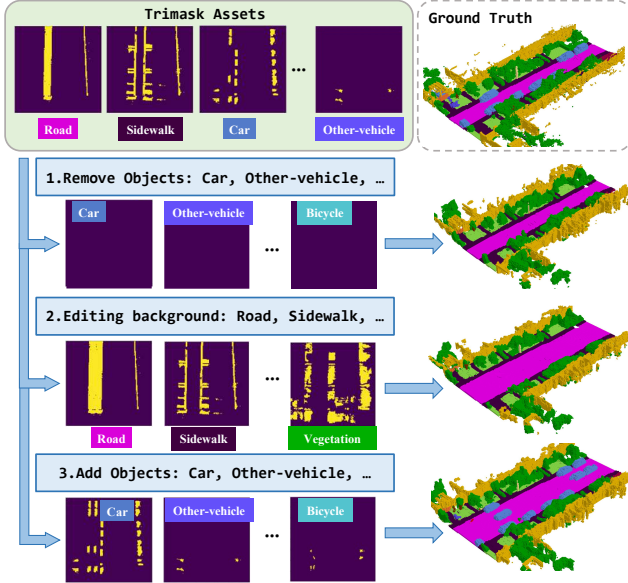 Trimask Assets
Ground Truth
...
Road
Sidewalk
Car
Other-vehicle
1.Remove Objects: Car, Other-vehicle, …
Car
Other-vehicle
Bicycle
...
2.Editing background: Road, Sidewalk, …
...
Road
Sidewalk
Vegetation
3.Add Objects: Car, Other-vehicle, …
Car
Other-vehicle
Bicycle
...